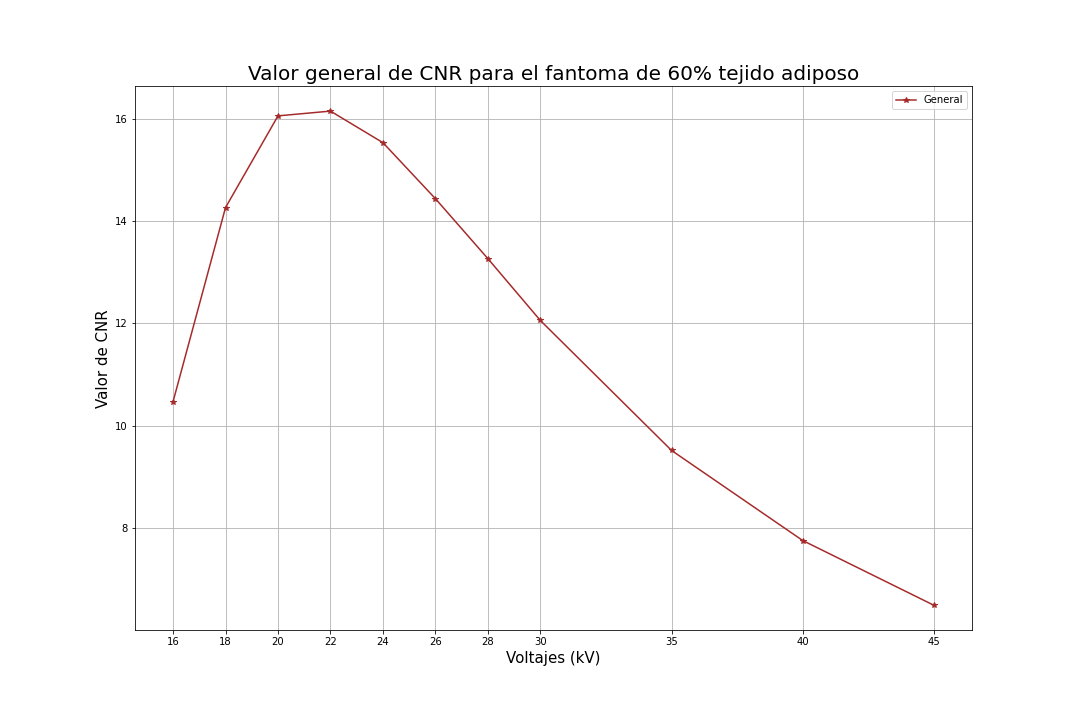 Valor general de CNR para el fantoma de 60% tejido adiposo
General
Valor de CNR
16
14
12
10
8
16 18 20 22 24 26 28 30 35 40 45
Voltajes (kV)